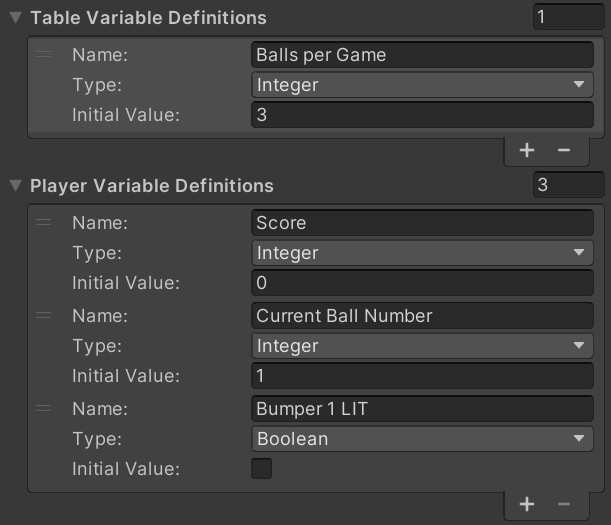 Table Variable Definitions 1
Name: Balls per Game
Type: Integer
Initial Value: 3
+ −
Player Variable Definitions 3
Name: Score
Type: Integer
Initial Value: 0
Name: Current Ball Number
Type: Integer
Initial Value: 1
Name: Bumper 1 LIT
Type: Boolean
Initial Value:
+ −